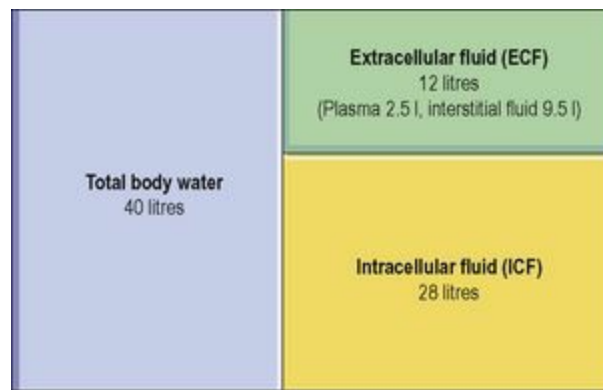 Total body water
40 litres
Extracellular fluid (ECF)
12 litres
(Plasma 2.5 l, interstitial fluid 9.5 l)
Intracellular fluid (ICF)
28 litres